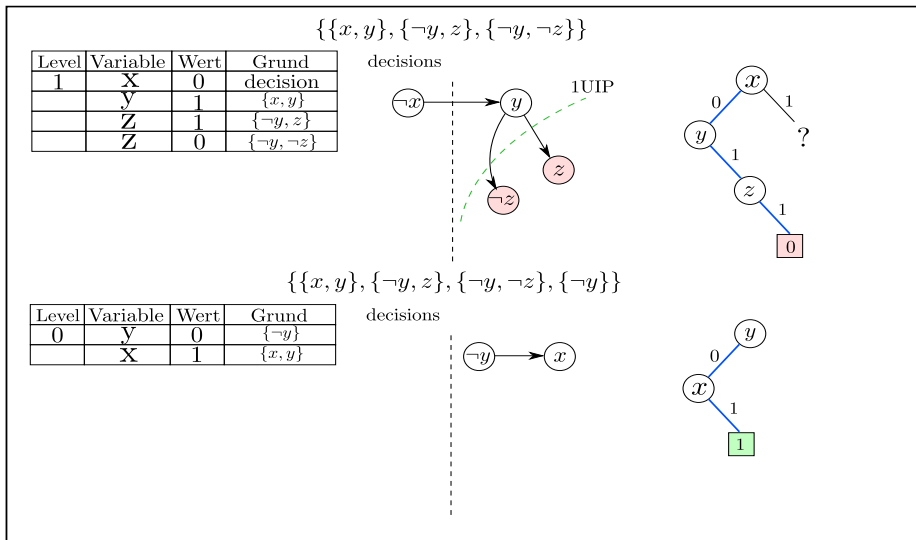 {{x, y}, {¬y, z}, {¬y, ¬z}}
Level Variable Wert Grund
1 x 0 decision
y 1 {x, y}
z 1 {¬y, z}
z 0 {¬y, ¬z}
decisions
1UIP
¬x y
z
¬z
x
0 1
y ?
1
z
1
0
{{x, y}, {¬y, z}, {¬y, ¬z}, {¬y}}
Level Variable Wert Grund
0 y 0 {¬y}
x 1 {x, y}
decisions
¬y x
y
0
x
1
1